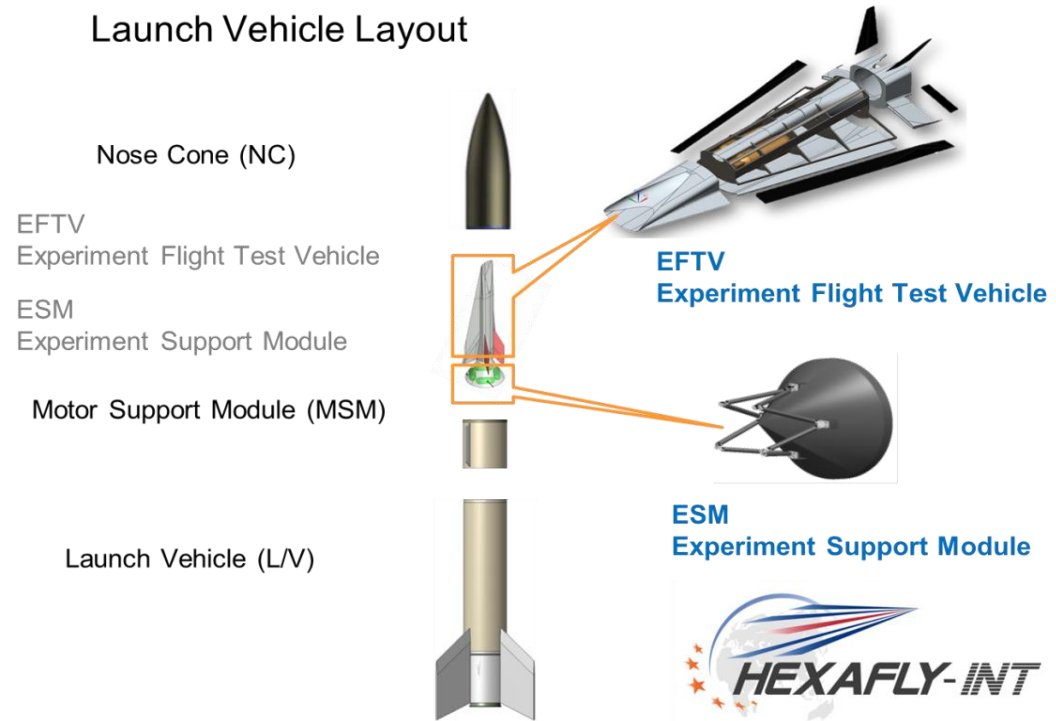 Launch Vehicle Layout
Nose Cone (NC)
EFTV
Experiment Flight Test Vehicle
ESM
Experiment Support Module
Motor Support Module (MSM)
Launch Vehicle (L/V)
EFTV
Experiment Flight Test Vehicle
ESM
Experiment Support Module
HEXAFLY-INT